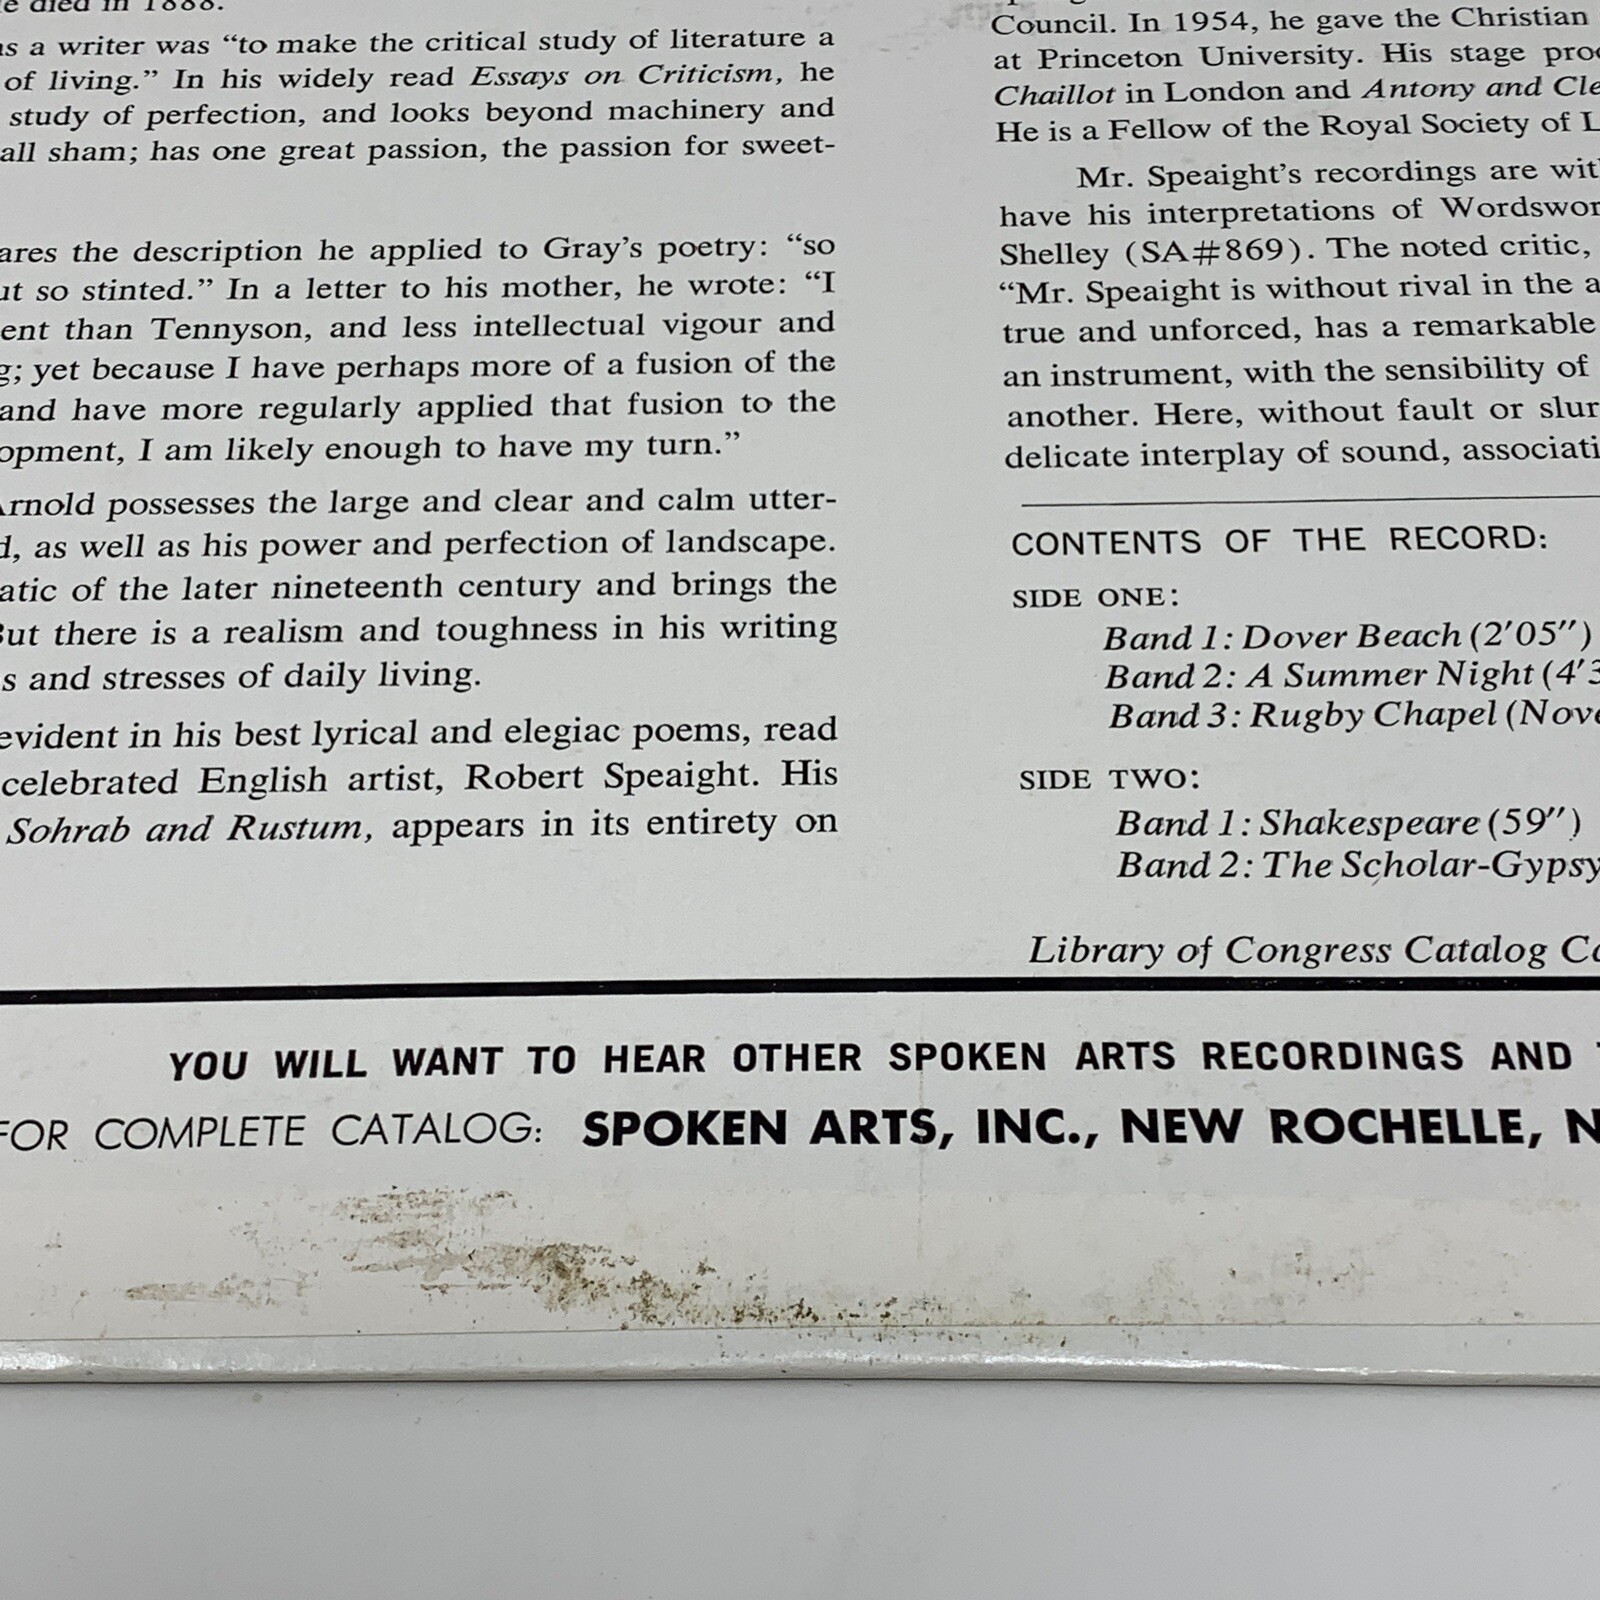 died in 1888.
as a writer was “to make the critical study of literature a
of living.” In his widely read Essays on Criticism, he
study of perfection, and looks beyond machinery and
all sham; has one great passion, the passion for sweet-
ares the description he applied to Gray’s poetry: “so
ut so stinted.” In a letter to his mother, he wrote: “I
ent than Tennyson, and less intellectual vigour and
g; yet because I have perhaps more of a fusion of the
and have more regularly applied that fusion to the
opment, I am likely enough to have my turn.”
Arnold possesses the large and clear and calm utter-
d, as well as his power and perfection of landscape.
atic of the later nineteenth century and brings the
But there is a realism and toughness in his writing
s and stresses of daily living.
evident in his best lyrical and elegiac poems, read
celebrated English artist, Robert Speaight. His
Sohrab and Rustum, appears in its entirety on
Council. In 1954, he gave the Christian
at Princeton University. His stage pro
Chaillot in London and Antony and Cle
He is a Fellow of the Royal Society of L
Mr. Speaight’s recordings are wit
have his interpretations of Wordswor
Shelley (SA#869). The noted critic,
“Mr. Speaight is without rival in the a
true and unforced, has a remarkable
an instrument, with the sensibility of
another. Here, without fault or slur
delicate interplay of sound, associati
CONTENTS OF THE RECORD:
SIDE ONE:
Band 1: Dover Beach (2′05″)
Band 2: A Summer Night (4′3
Band 3: Rugby Chapel (Nove
SIDE TWO:
Band 1: Shakespeare (59″)
Band 2: The Scholar-Gypsy
Library of Congress Catalog Ca
YOU WILL WANT TO HEAR OTHER SPOKEN ARTS RECORDINGS AND
FOR COMPLETE CATALOG: SPOKEN ARTS, INC., NEW ROCHELLE, N